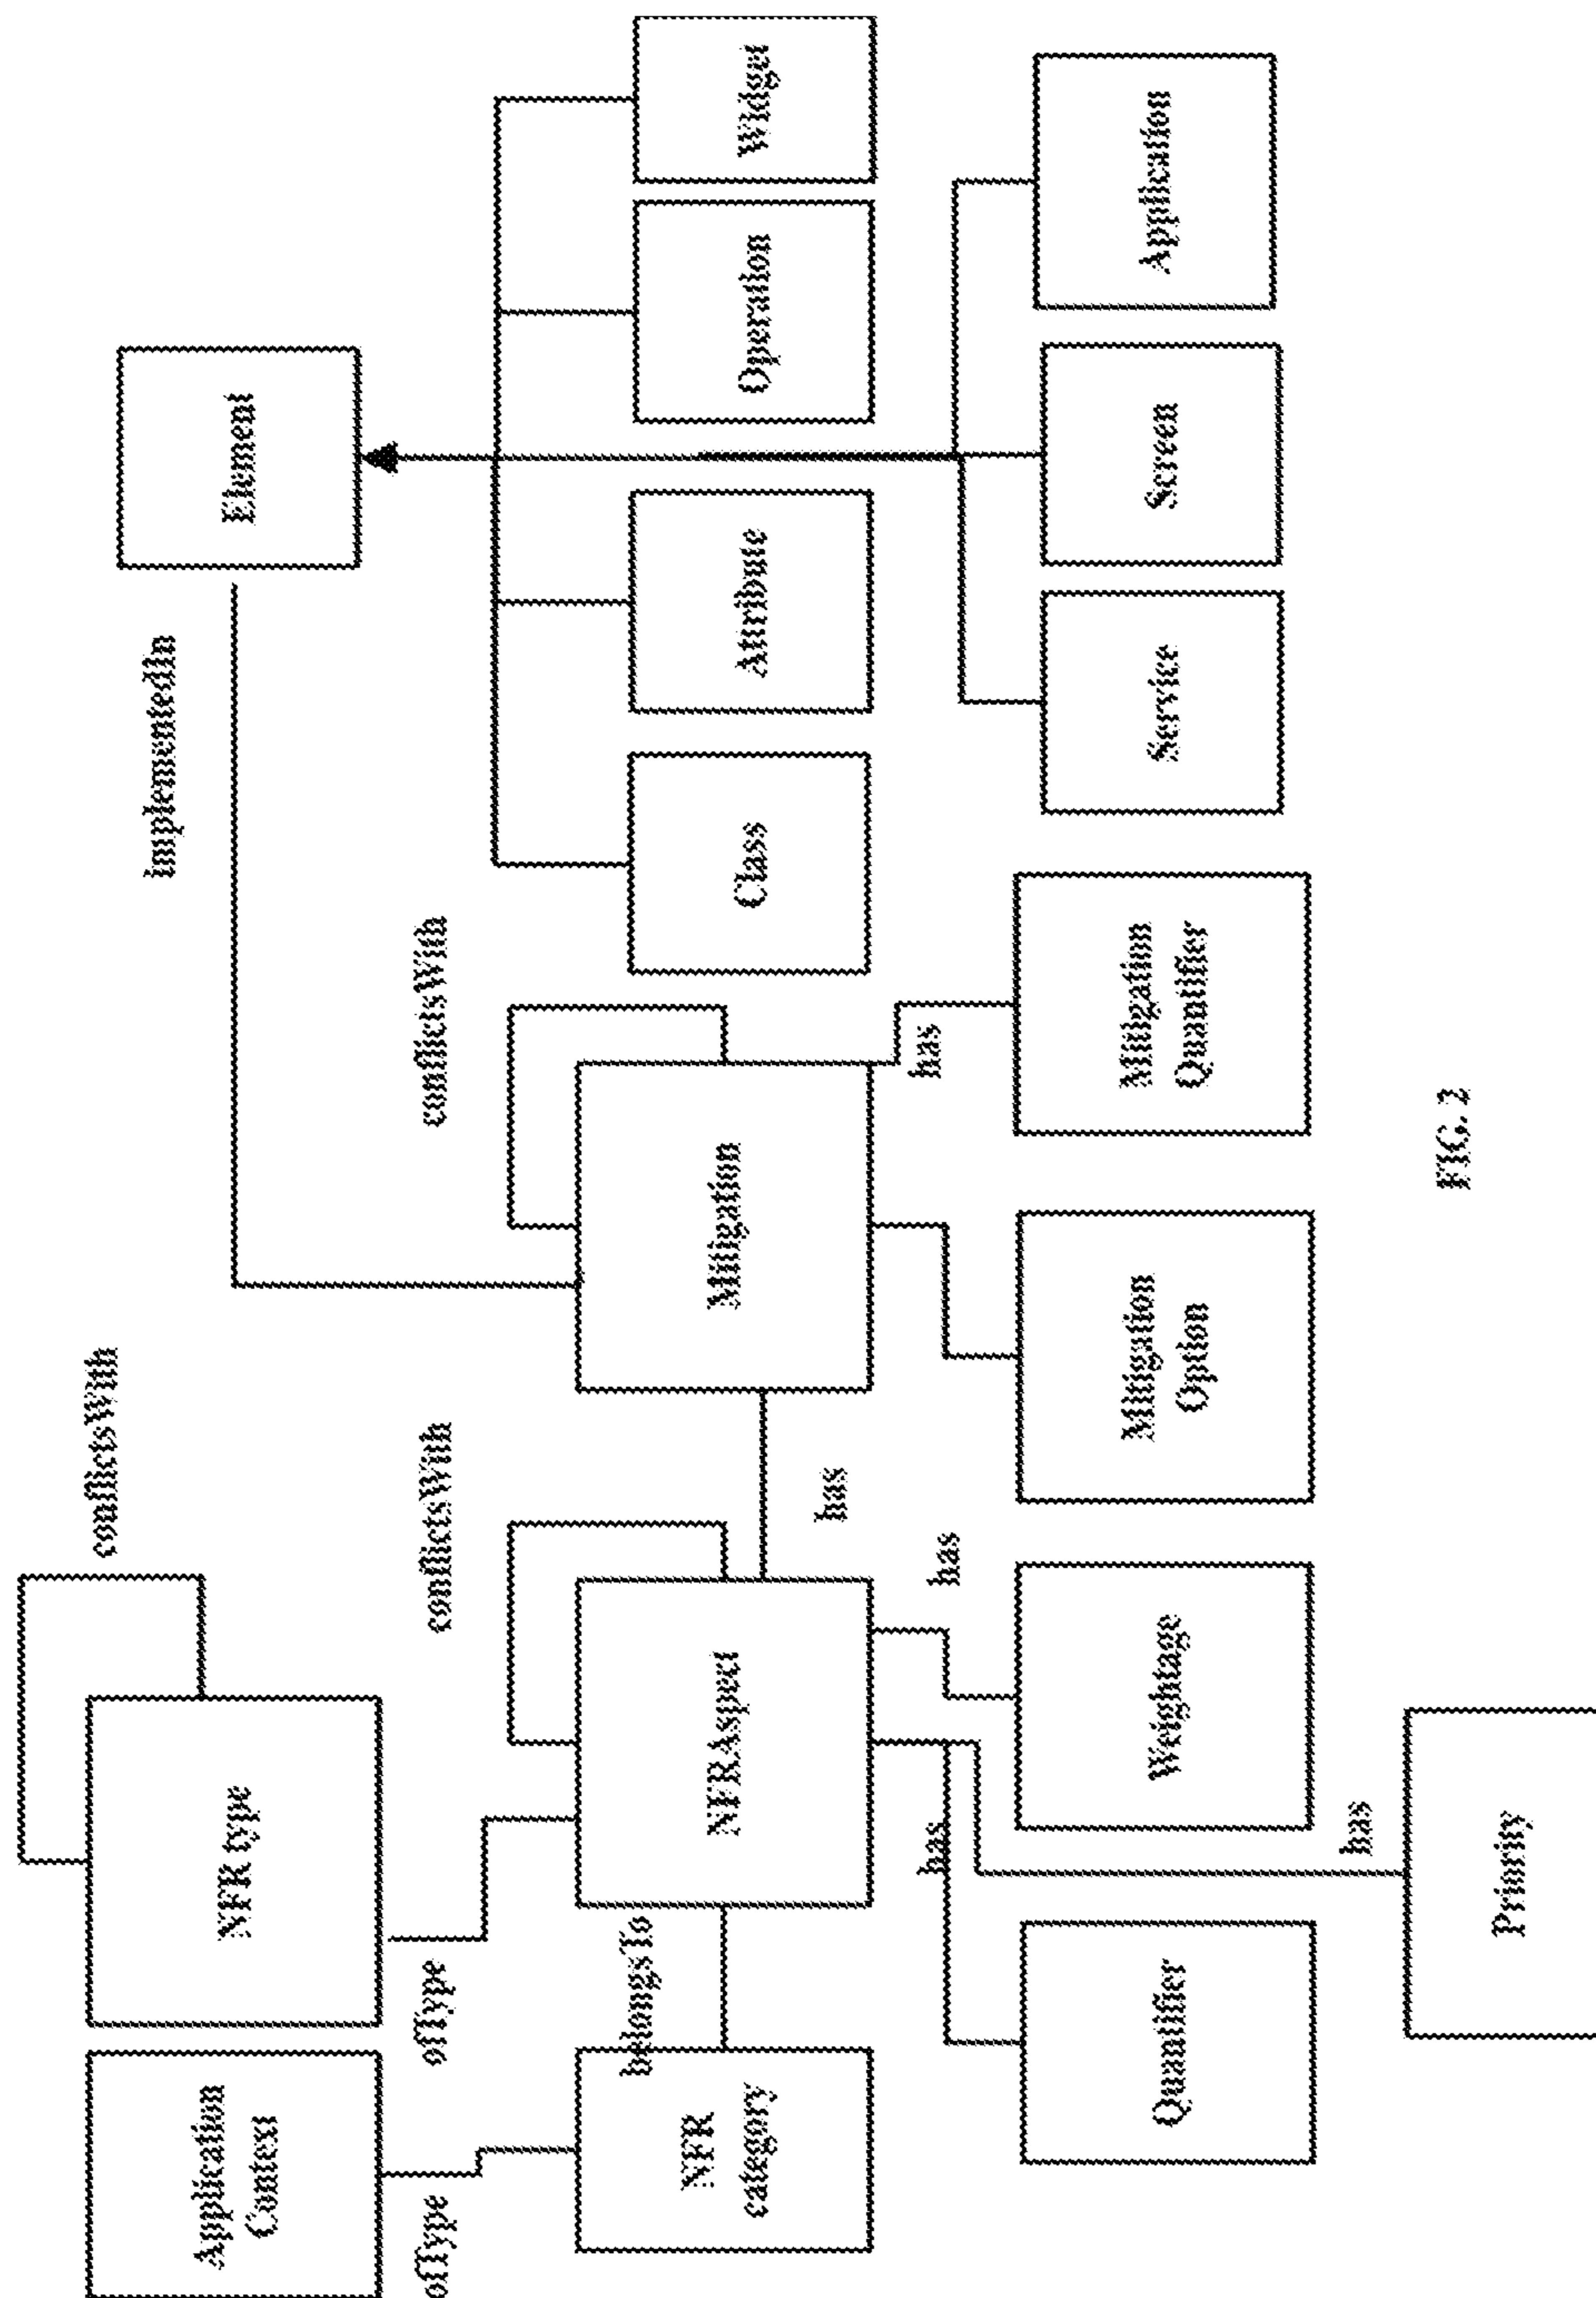 conflictsWith
implementedIn
Application
Context
NFR type
Element
ofType
ofType
conflictsWith
conflictsWith
belongsTo
NFR
category
NFRAspect
has
Mitigation
Class
Attribute
Operation
Widget
has
has
has
Quantifier
Weightage
Mitigation
Option
Mitigation
Quantifier
Service
Screen
Application
has
Priority
FIG. 2